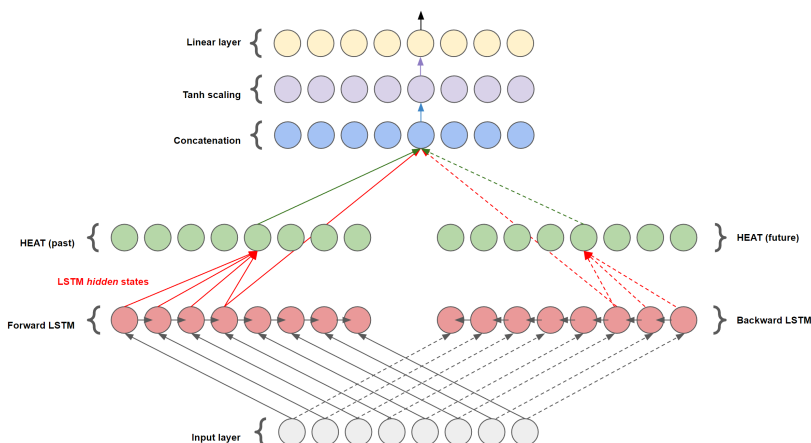 Linear layer
Tanh scaling
Concatenation
HEAT (past)
HEAT (future)
LSTM hidden states
Forward LSTM
Backward LSTM
Input layer